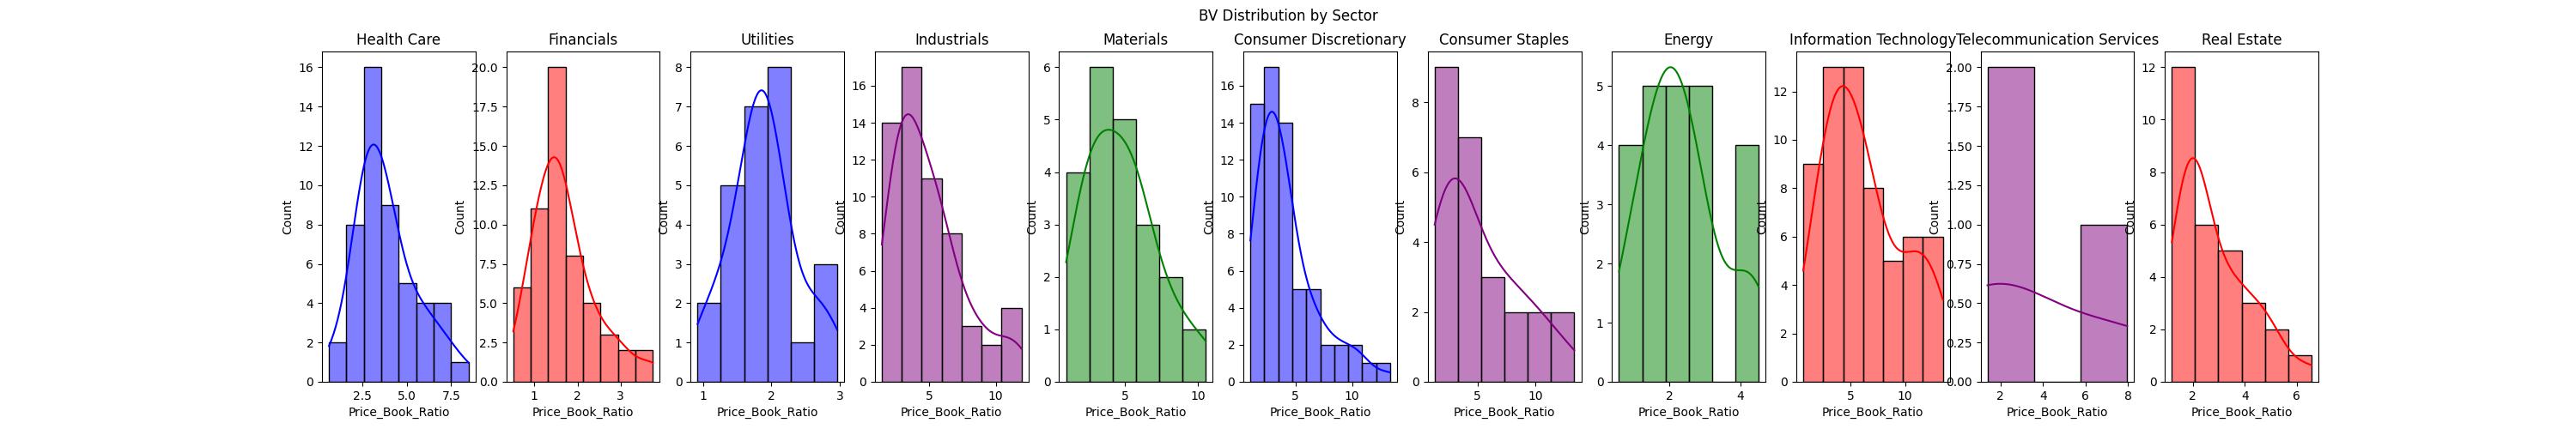 BV Distribution by Sector
Health Care
Financials
Utilities
Industrials
Materials
Consumer Discretionary
Consumer Staples
Energy
Information Technology
Telecommunication Services
Real Estate
Count
16
14
12
10
8
6
4
2
0
2.5 5.0 7.5
Price_Book_Ratio
Count
20.0
17.5
15.0
12.5
10.0
7.5
5.0
2.5
0.0
1 2 3
Price_Book_Ratio
Count
8
7
6
5
4
3
2
1
0
1 2 3
Price_Book_Ratio
Count
16
14
12
10
8
6
4
2
0
5 10
Price_Book_Ratio
Count
6
5
4
3
2
1
0
5 10
Price_Book_Ratio
Count
16
14
12
10
8
6
4
2
0
5 10
Price_Book_Ratio
Count
8
6
4
2
0
5 10
Price_Book_Ratio
Count
5
4
3
2
1
0
2 4
Price_Book_Ratio
Count
12
10
8
6
4
2
0
5 10
Price_Book_Ratio
Count
2.00
1.75
1.50
1.25
1.00
0.75
0.50
0.25
0.00
2 4 6 8
Price_Book_Ratio
Count
12
10
8
6
4
2
0
2 4 6
Price_Book_Ratio